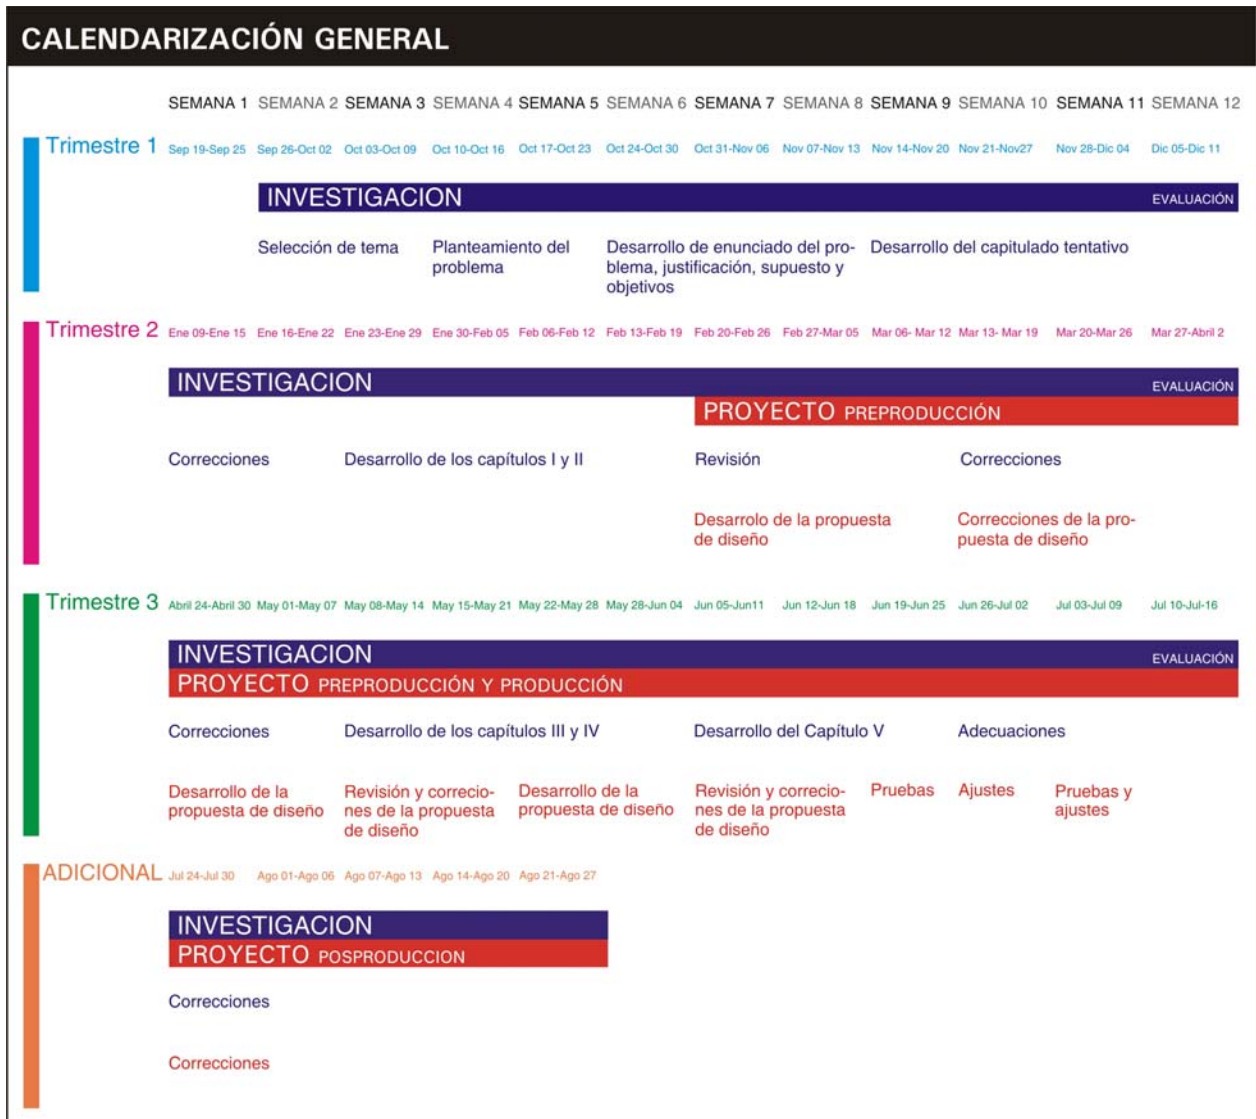 CALENDARIZACIÓN GENERAL
SEMANA 1 SEMANA 2 SEMANA 3 SEMANA 4 SEMANA 5 SEMANA 6 SEMANA 7 SEMANA 8 SEMANA 9 SEMANA 10 SEMANA 11 SEMANA 12
Trimestre 1 Sep 19-Sep 25 Sep 26-Oct 02 Oct 03-Oct 09 Oct 10-Oct 16 Oct 17-Oct 23 Oct 24-Oct 30 Oct 31-Nov 06 Nov 07-Nov 13 Nov 14-Nov 20 Nov 21-Nov27 Nov 28-Dic 04 Dic 05-Dic 11
INVESTIGACION EVALUACIÓN
Selección de tema
Planteamiento del
problema
Desarrollo de enunciado del pro-
blema, justificación, supuesto y
objetivos
Desarrollo del capitulado tentativo
Trimestre 2 Ene 09-Ene 15 Ene 16-Ene 22 Ene 23-Ene 29 Ene 30-Feb 05 Feb 06-Feb 12 Feb 13-Feb 19 Feb 20-Feb 26 Feb 27-Mar 05 Mar 06- Mar 12 Mar 13- Mar 19 Mar 20-Mar 26 Mar 27-Abril 2
INVESTIGACION EVALUACIÓN
PROYECTO PREPRODUCCIÓN
Correcciones Desarrollo de los capítulos I y II Revisión Correcciones
Desarrolo de la propuesta
de diseño
Correcciones de la pro-
puesta de diseño
Trimestre 3 Abril 24-Abril 30 May 01-May 07 May 08-May 14 May 15-May 21 May 22-May 28 May 28-Jun 04 Jun 05-Jun11 Jun 12-Jun 18 Jun 19-Jun 25 Jun 26-Jul 02 Jul 03-Jul 09 Jul 10-Jul-16
INVESTIGACION EVALUACIÓN
PROYECTO PREPRODUCCIÓN Y PRODUCCIÓN
Correcciones Desarrollo de los capítulos III y IV Desarrollo del Capítulo V Adecuaciones
Desarrollo de la
propuesta de diseño
Revisión y correcio-
nes de la propuesta
de diseño
Desarrollo de la
propuesta de diseño
Revisión y correcio-
nes de la propuesta
de diseño
Pruebas
Ajustes
Pruebas y
ajustes
ADICIONAL Jul 24-Jul 30 Ago 01-Ago 06 Ago 07-Ago 13 Ago 14-Ago 20 Ago 21-Ago 27
INVESTIGACION
PROYECTO POSPRODUCCION
Correcciones
Correcciones